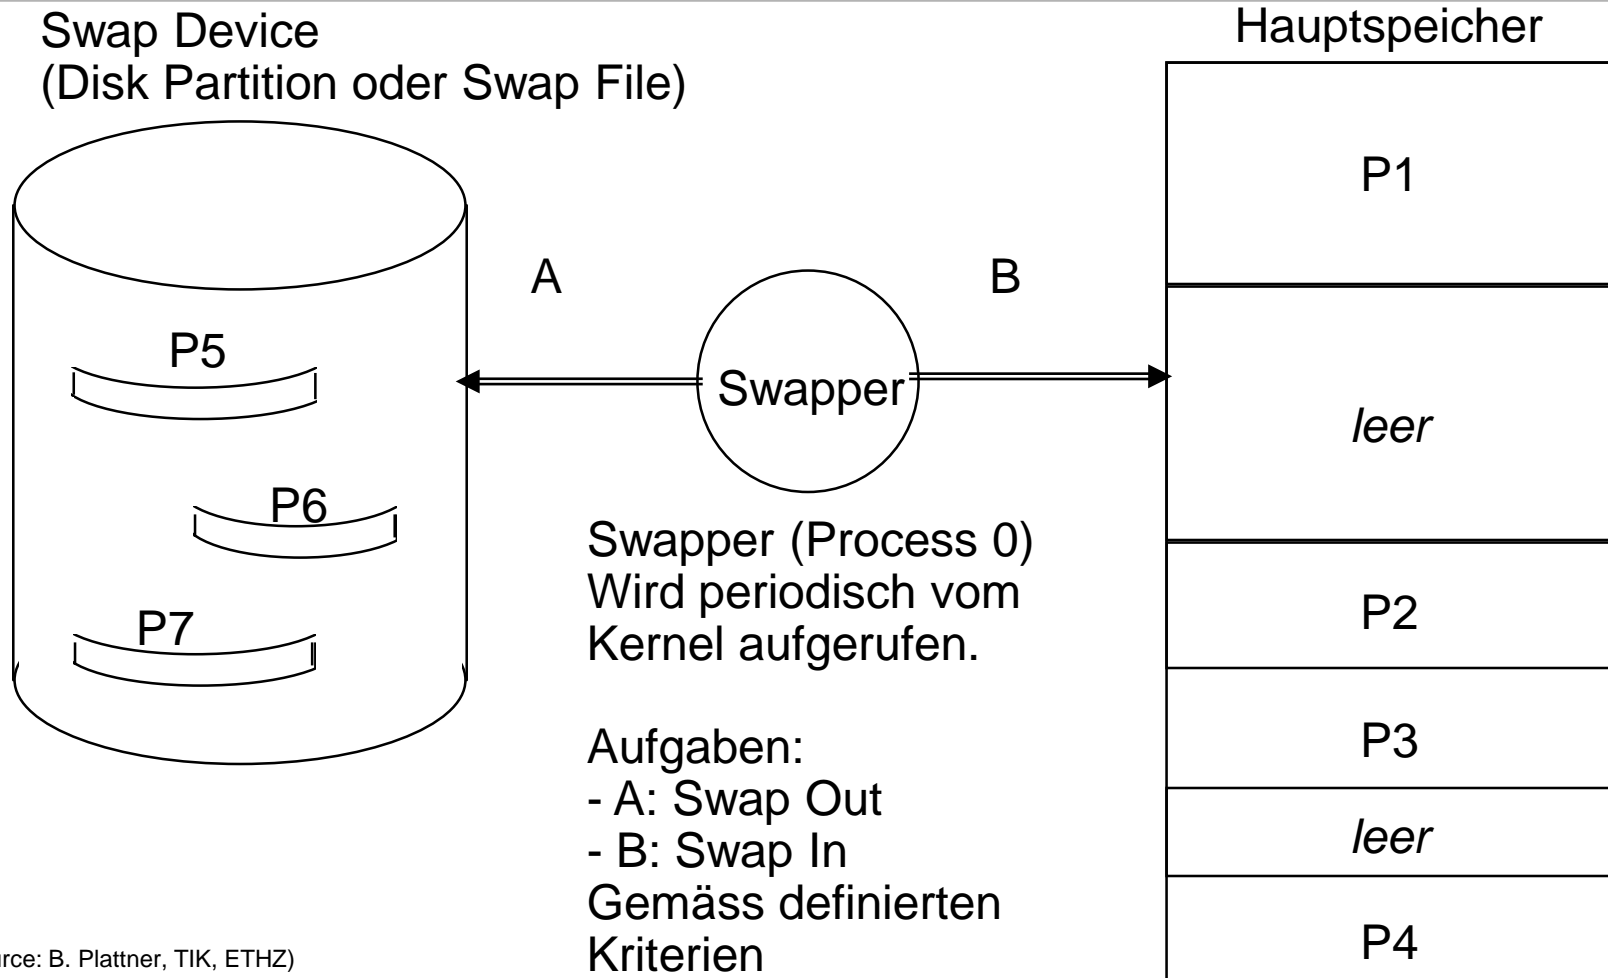 Swap Device
(Disk Partition oder Swap File)
Hauptspeicher
P1
A
B
P5
Swapper
leer
P6
Swapper (Process 0)
Wird periodisch vom
Kernel aufgerufen.
P2
P7
Aufgaben:
- A: Swap Out
- B: Swap In
Gemäss definierten
Kriterien
P3
leer
P4
urce: B. Plattner, TIK, ETHZ)